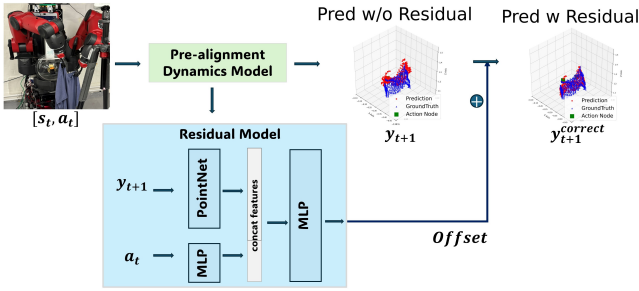 Pred w/o Residual
Pred w Residual
Pre-alignment
Dynamics Model
Prediction
GroundTruth
Action Node
Prediction
GroundTruth
Action Node
[s_t, a_t]
y_{t+1}
y_{t+1}^{correct}
Residual Model
y_{t+1}
PointNet
concat features
MLP
a_t
MLP
Offset